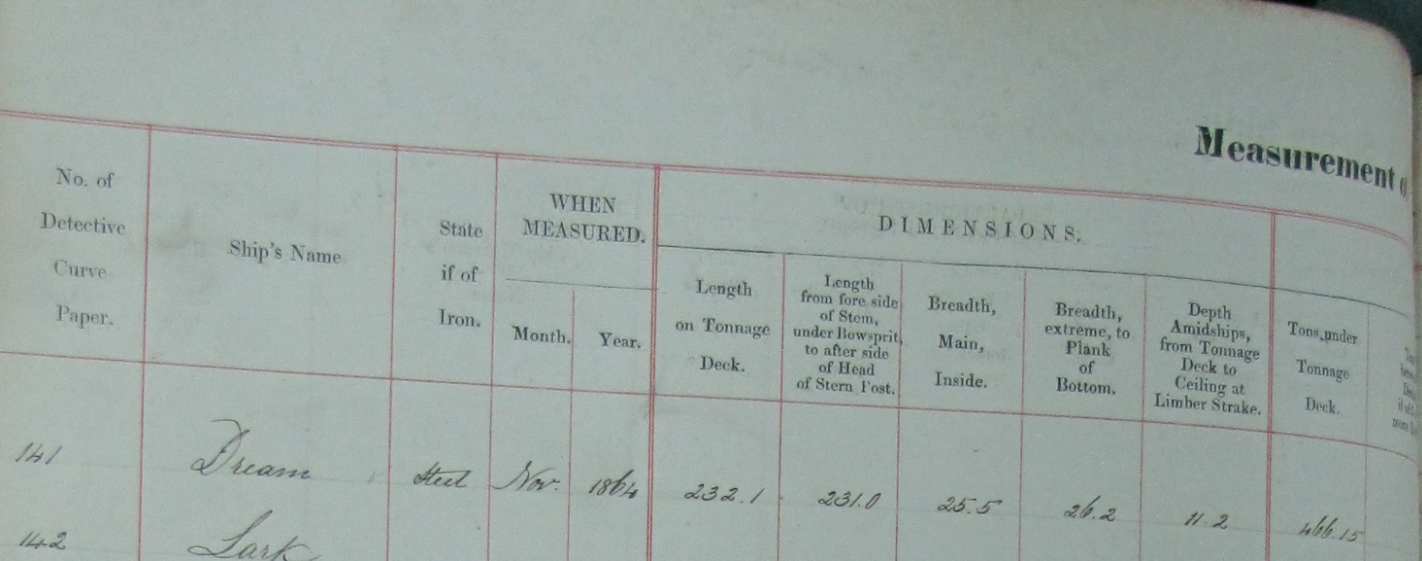 Measurement
No. of
Detective
Curve
Paper.
Ship's Name
State
if of
Iron.
WHEN
MEASURED.
Month.
Year.
DIMENSIONS.
Length
on Tonnage
Deck.
Length
from fore side
of Stem,
under Bowsprit,
to after side
of Head
of Stern Post.
Breadth,
Main,
Inside.
Breadth,
extreme, to
Plank
of
Bottom.
Depth
Amidships,
from Tonnage
Deck to
Ceiling at
Limber Strake.
Tons under
Tonnage
Deck.
141 Dream Steel Nov. 1864 232.1 231.0 25.5 26.2 11.2 466.15
142 Lark